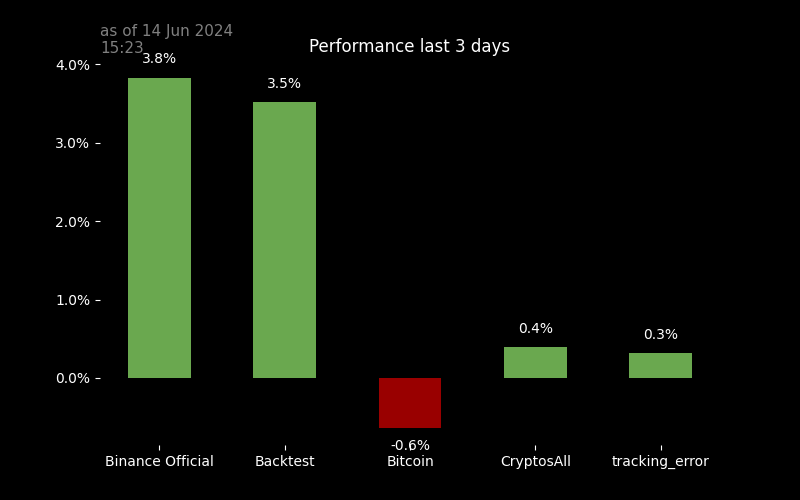 as of 14 Jun 2024
15:23
Performance last 3 days
4.0%
3.0%
2.0%
1.0%
0.0%
3.8%
3.5%
-0.6%
0.4%
0.3%
Binance Official
Backtest
Bitcoin
CryptosAll
tracking_error